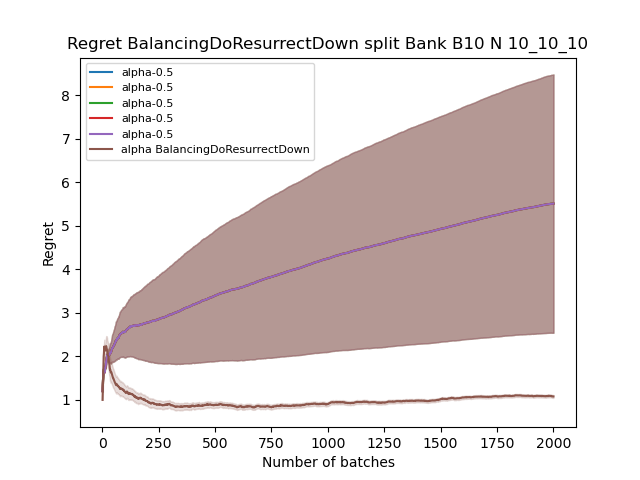 Regret BalancingDoResurrectDown split Bank B10 N 10_10_10
alpha-0.5
alpha-0.5
alpha-0.5
alpha-0.5
alpha-0.5
alpha BalancingDoResurrectDown
8
7
6
5
4
3
2
1
Regret
0 250 500 750 1000 1250 1500 1750 2000
Number of batches